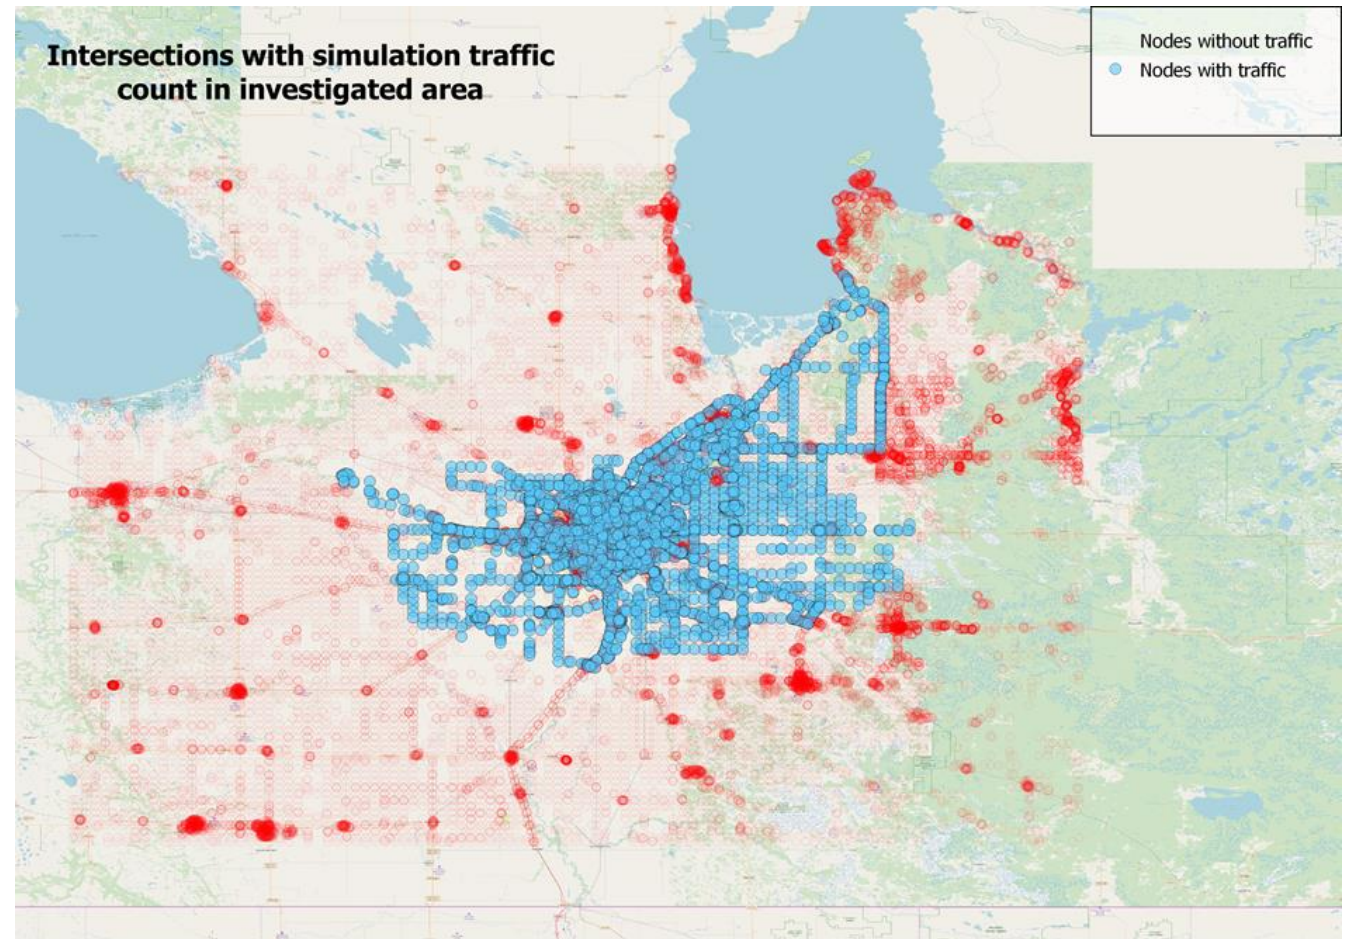 Intersections with simulation traffic
count in investigated area
Nodes without traffic
Nodes with traffic